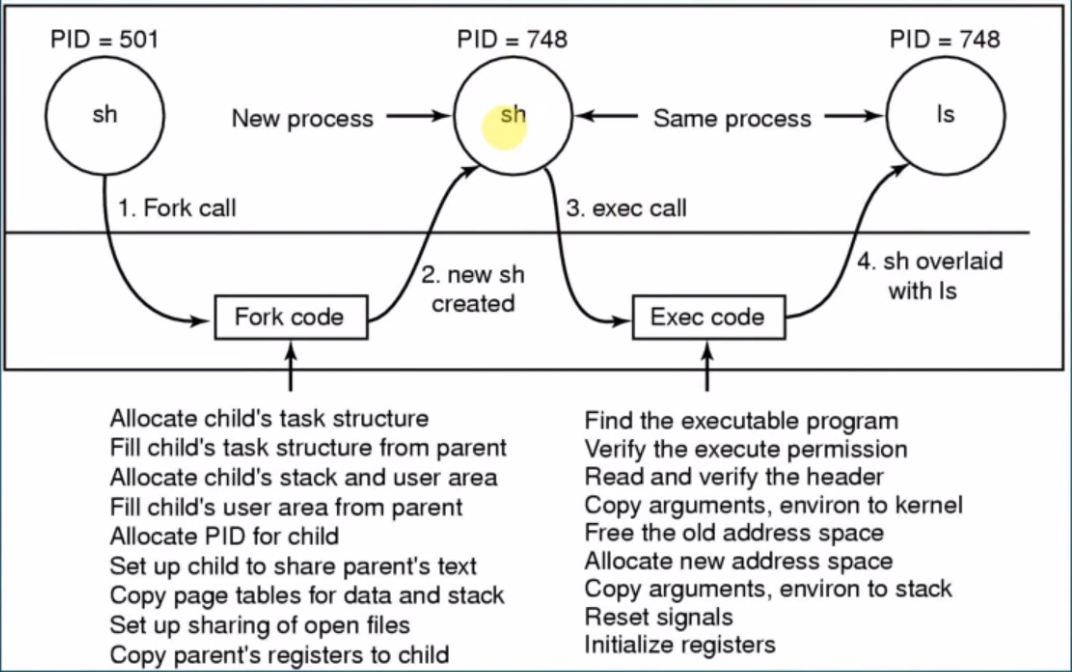 PID = 501
PID = 748
PID = 748
sh
New process
sh
Same process
ls
1. Fork call
3. exec call
2. new sh
created
4. sh overlaid
with ls
Fork code
Exec code
Allocate child's task structure
Fill child's task structure from parent
Allocate child's stack and user area
Fill child's user area from parent
Allocate PID for child
Set up child to share parent's text
Copy page tables for data and stack
Set up sharing of open files
Copy parent's registers to child
Find the executable program
Verify the execute permission
Read and verify the header
Copy arguments, environ to kernel
Free the old address space
Allocate new address space
Copy arguments, environ to stack
Reset signals
Initialize registers